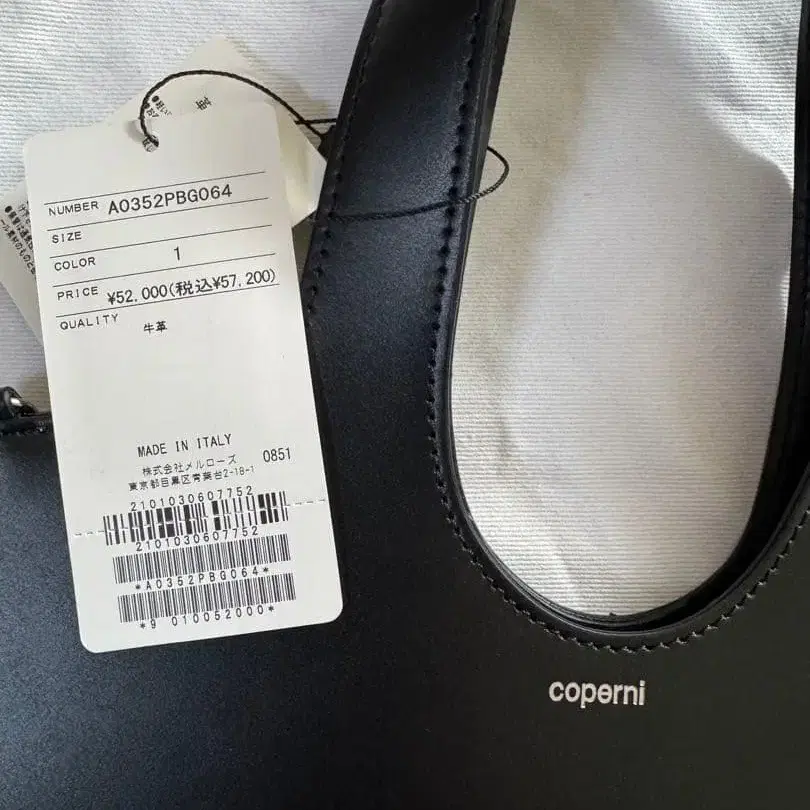 NUMBER A0352PBG064
SIZE
COLOR 1
PRICE ¥52,000(税込¥57,200)
QUALITY 牛革
MADE IN ITALY
株式会社メルローズ 0851
東京都目黒区青葉台2-18-1
2101030607752
2101030607752
*A0352PBG064*
*9 010052000*
coperni